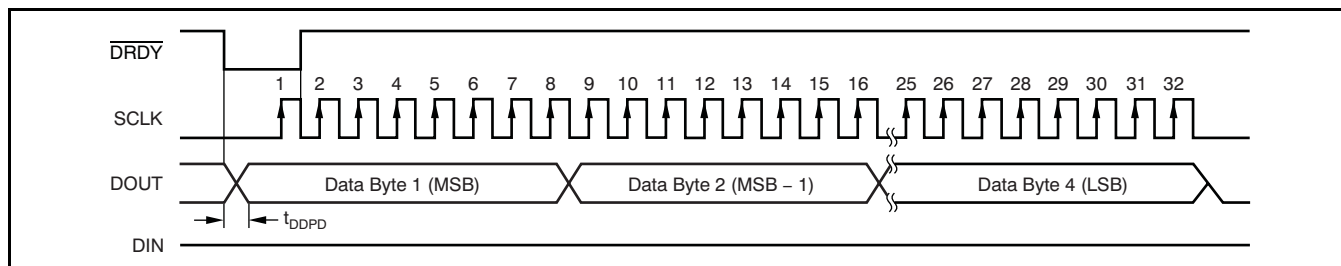 DRDY
1 2 3 4 5 6 7 8 9 10 11 12 13 14 15 16 25 26 27 28 29 30 31 32
SCLK
DOUT Data Byte 1 (MSB) Data Byte 2 (MSB − 1) Data Byte 4 (LSB)
tDDPD
DIN